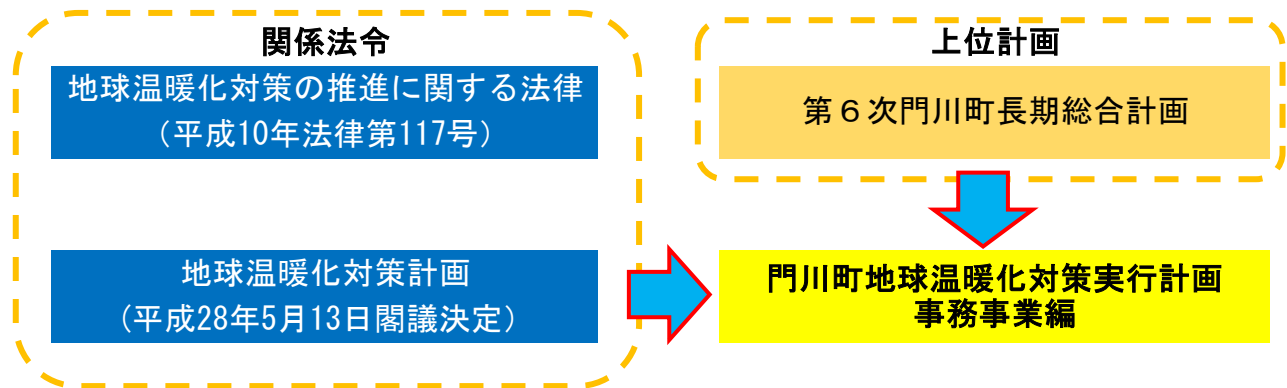 関係法令
地球温暖化対策の推進に関する法律
（平成10年法律第117号）
地球温暖化対策計画
（平成28年5月13日閣議決定）
上位計画
第６次門川町長期総合計画
門川町地球温暖化対策実行計画
事務事業編